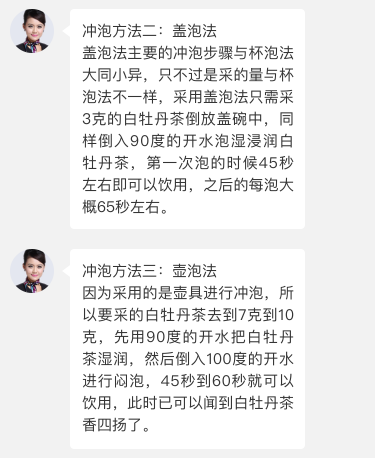 冲泡方法二：盖泡法
盖泡法主要的冲泡步骤与杯泡法
大同小异，只不过是采的量与杯
泡法不一样，采用盖泡法只需采
3克的白牡丹茶倒放盖碗中，同
样倒入90度的开水泡湿浸润白
牡丹茶，第一次泡的时候45秒
左右即可以饮用，之后的每泡大
概65秒左右。
冲泡方法三：壶泡法
因为采用的是壶具进行冲泡，所
以要采的白牡丹茶去到7克到10
克，先用90度的开水把白牡丹
茶湿润，然后倒入100度的开水
进行闷泡，45秒到60秒就可以
饮用，此时已可以闻到白牡丹茶
香四扬了。